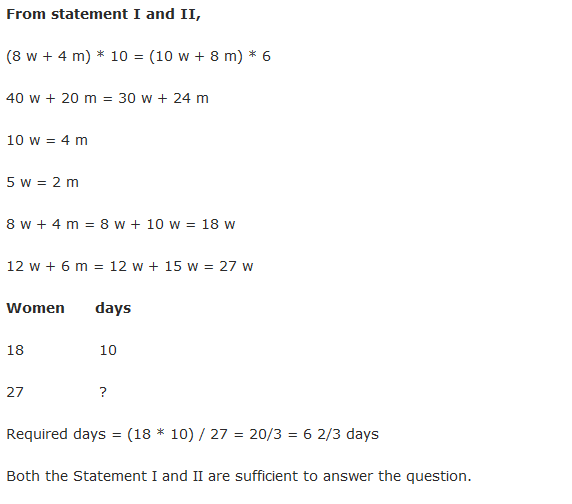 From statement I and II,
(8 w + 4 m) * 10 = (10 w + 8 m) * 6
40 w + 20 m = 30 w + 24 m
10 w = 4 m
5 w = 2 m
8 w + 4 m = 8 w + 10 w = 18 w
12 w + 6 m = 12 w + 15 w = 27 w
Women days
18 10
27 ?
Required days = (18 * 10) / 27 = 20/3 = 6 2/3 days
Both the Statement I and II are sufficient to answer the question.